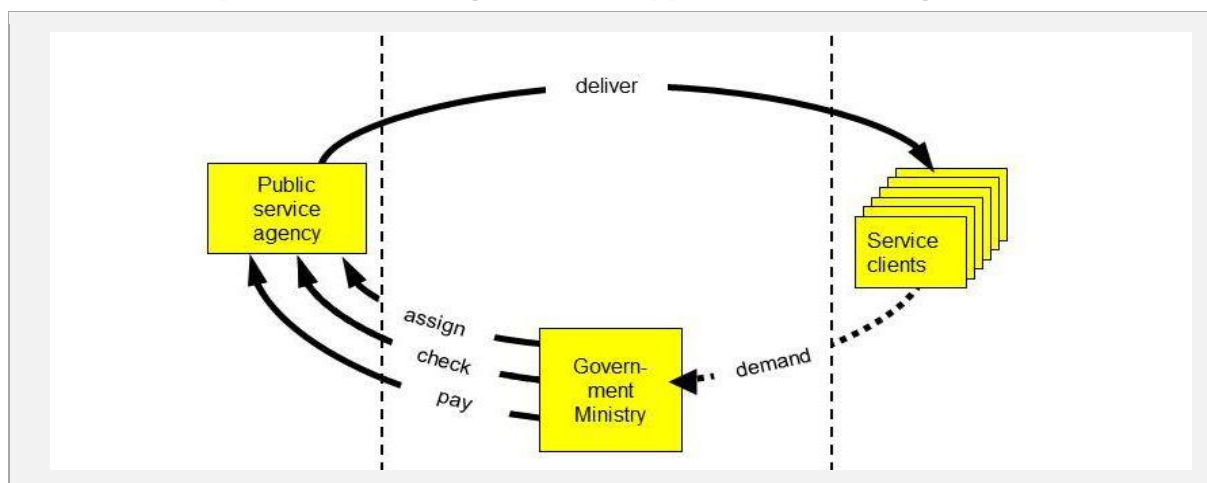 deliver
Public
service
agency
Service
clients
assign
check
pay
Govern-
ment
Ministry
demand